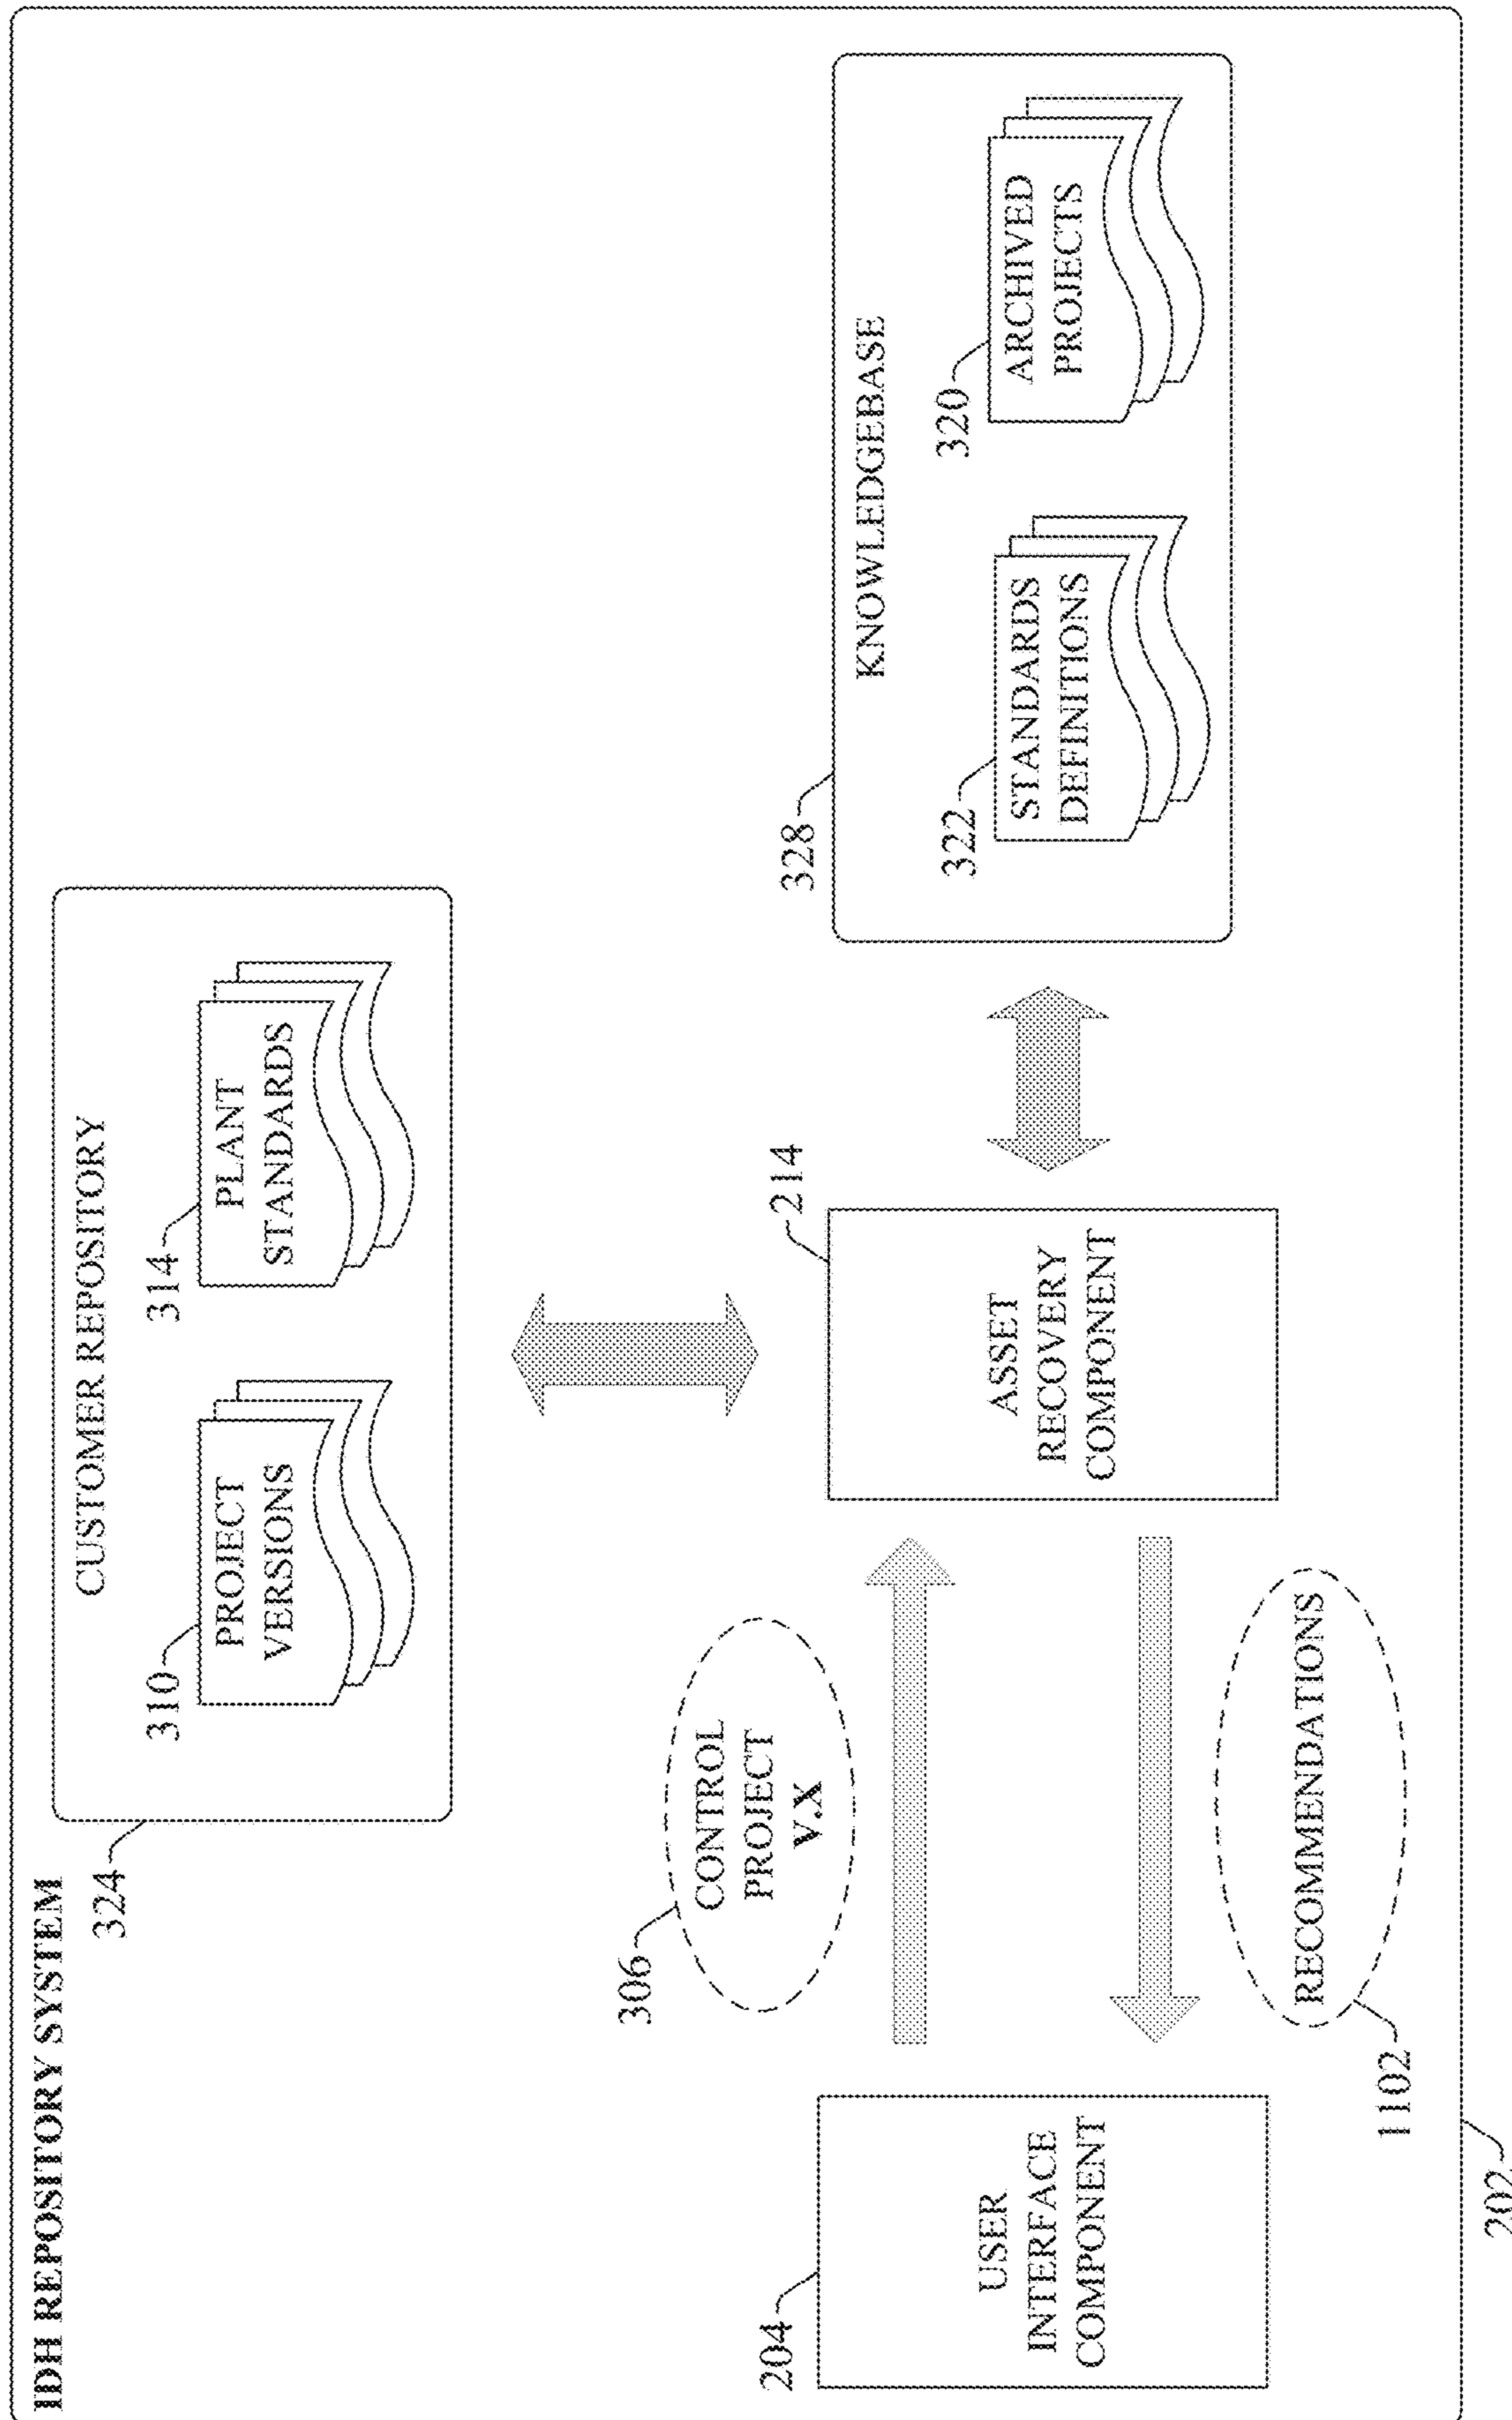 IDH REPOSITORY SYSTEM
324
CUSTOMER REPOSITORY
310
PROJECT
VERSIONS
314
PLANT
STANDARDS
306
CONTROL
PROJECT
V.X
204
USER
INTERFACE
COMPONENT
214
ASSET
RECOVERY
COMPONENT
328
KNOWLEDGEBASE
322
STANDARDS
DEFINITIONS
320
ARCHIVED
PROJECTS
RECOMMENDATIONS
1102
202